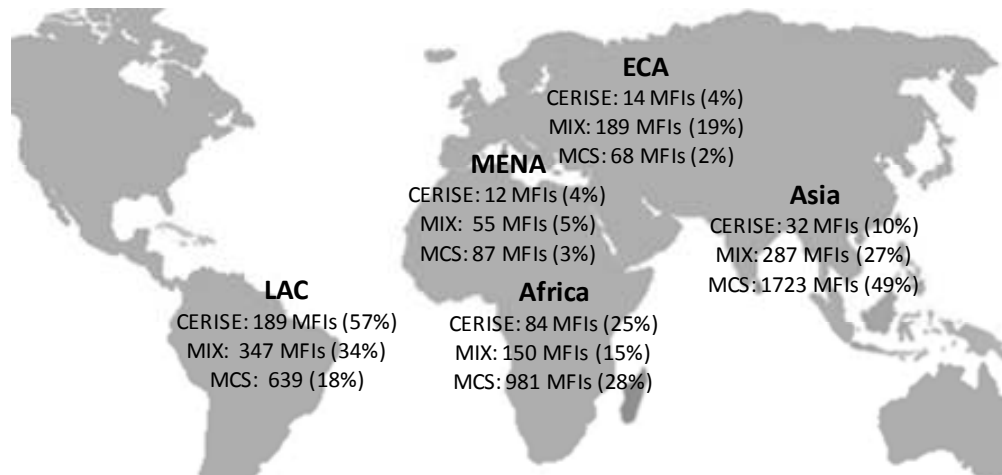 ECA
CERISE: 14 MFIs (4%)
MIX: 189 MFIs (19%)
MCS: 68 MFIs (2%)
MENA
CERISE: 12 MFIs (4%)
MIX: 55 MFIs (5%)
MCS: 87 MFIs (3%)
Asia
CERISE: 32 MFIs (10%)
MIX: 287 MFIs (27%)
MCS: 1723 MFIs (49%)
LAC
CERISE: 189 MFIs (57%)
MIX: 347 MFIs (34%)
MCS: 639 (18%)
Africa
CERISE: 84 MFIs (25%)
MIX: 150 MFIs (15%)
MCS: 981 MFIs (28%)